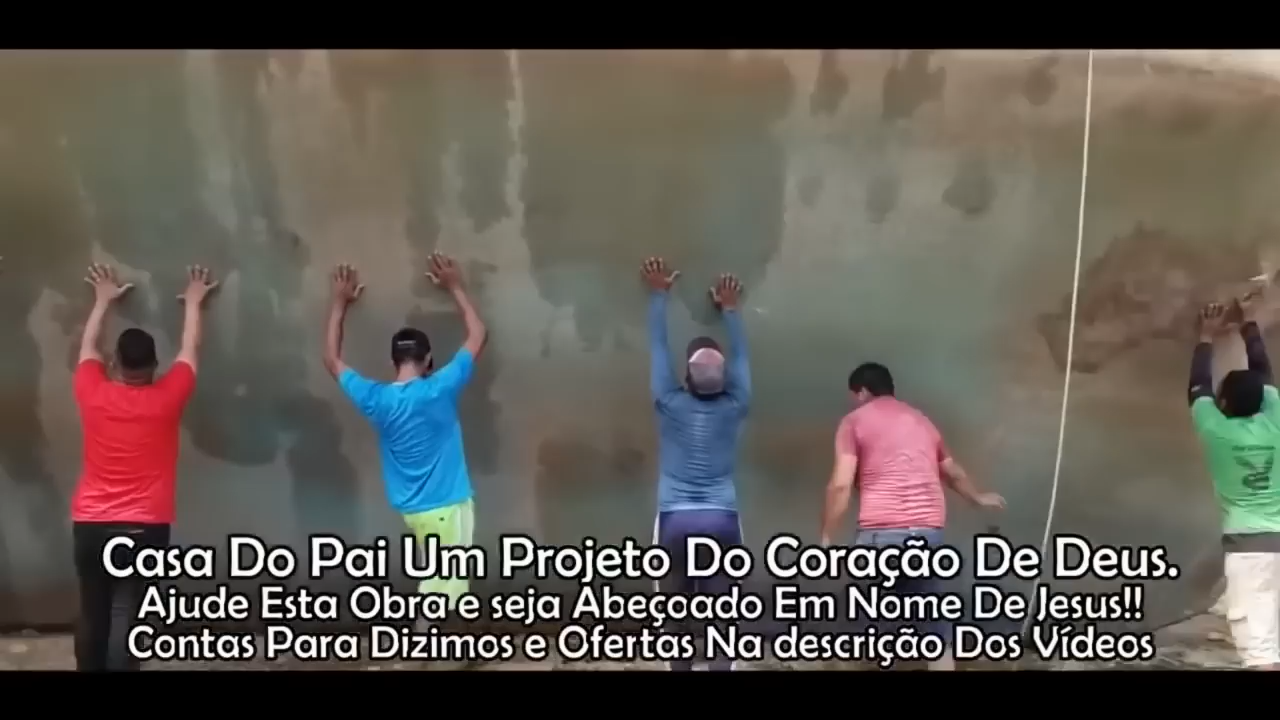 Casa Do Pai Um Projeto Do Coração De Deus.
Ajude Esta Obra e seja Abeçoado Em Nome De Jesus!!
Contas Para Dizimos e Ofertas Na descrição Dos Vídeos